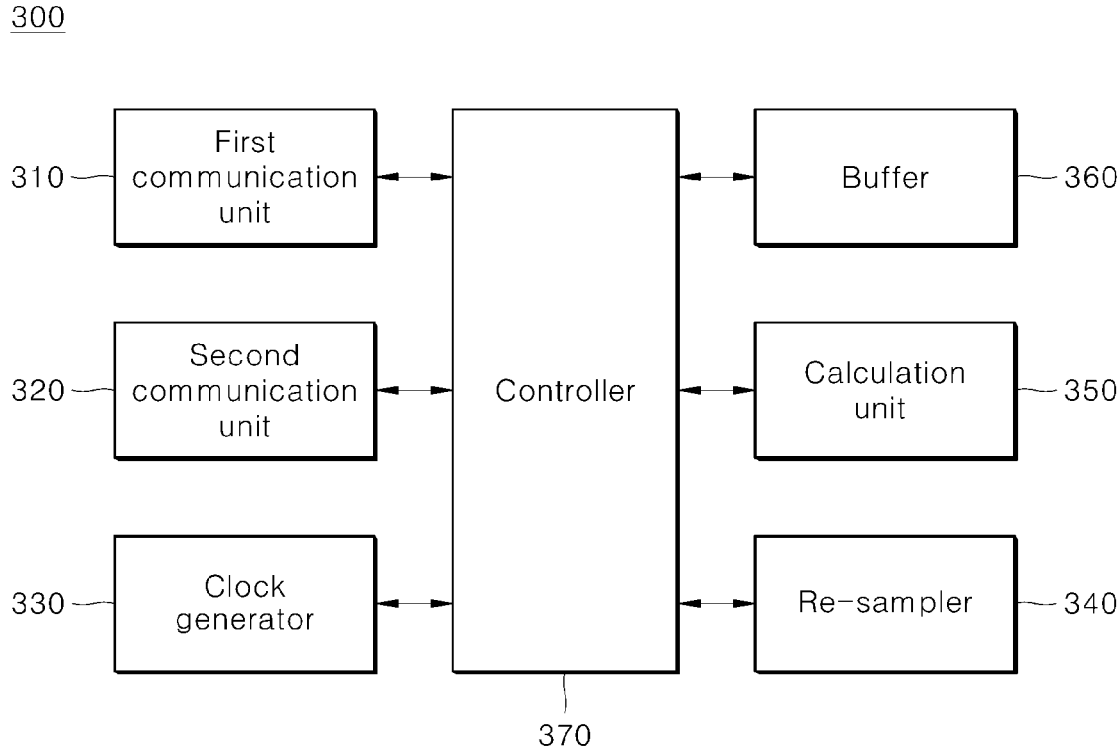 300
310
First
communication
unit
320
Second
communication
unit
330
Clock
generator
Controller
370
Buffer
360
Calculation
unit
350
Re-sampler
340